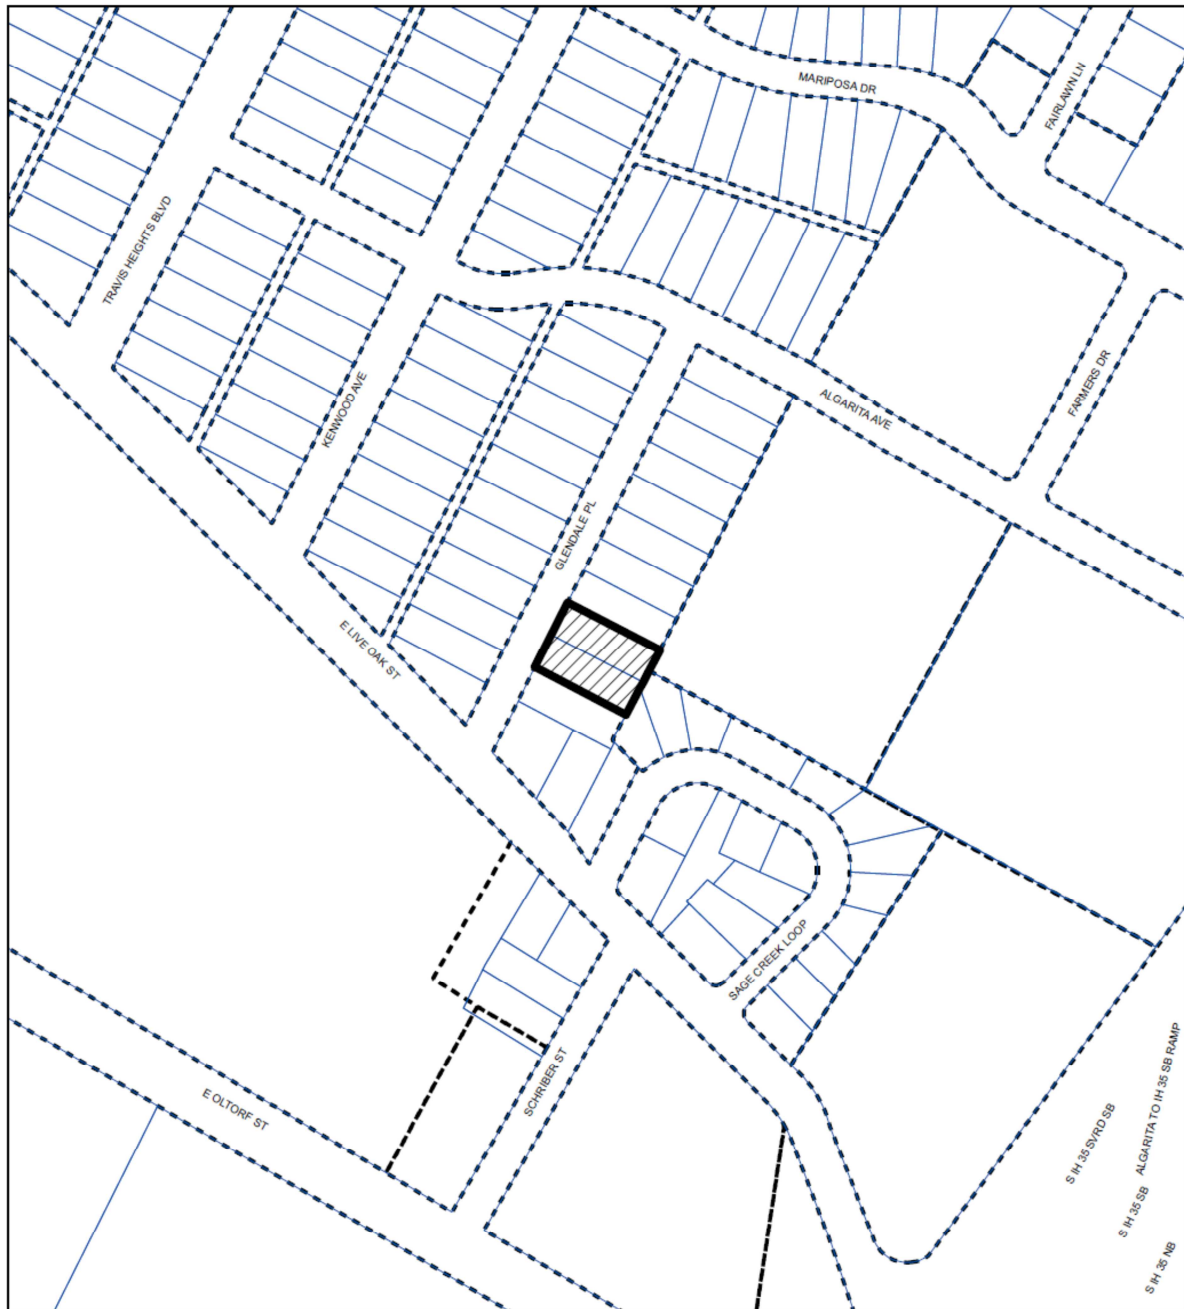 MARIPOSA DR
FAIRLAWN LN
TRAVIS HEIGHTS BLVD
KENWOOD AVE
ALGARITA AVE
FARMERS DR
GLENDALE PL
E LIVE OAK ST
SAGE CREEK LOOP
SCHRIBER ST
E OLTORF ST
S IH 35 SVRD SB
ALGARITA TO IH 35 SB RAMP
S IH 35 SB
S IH 35 NB